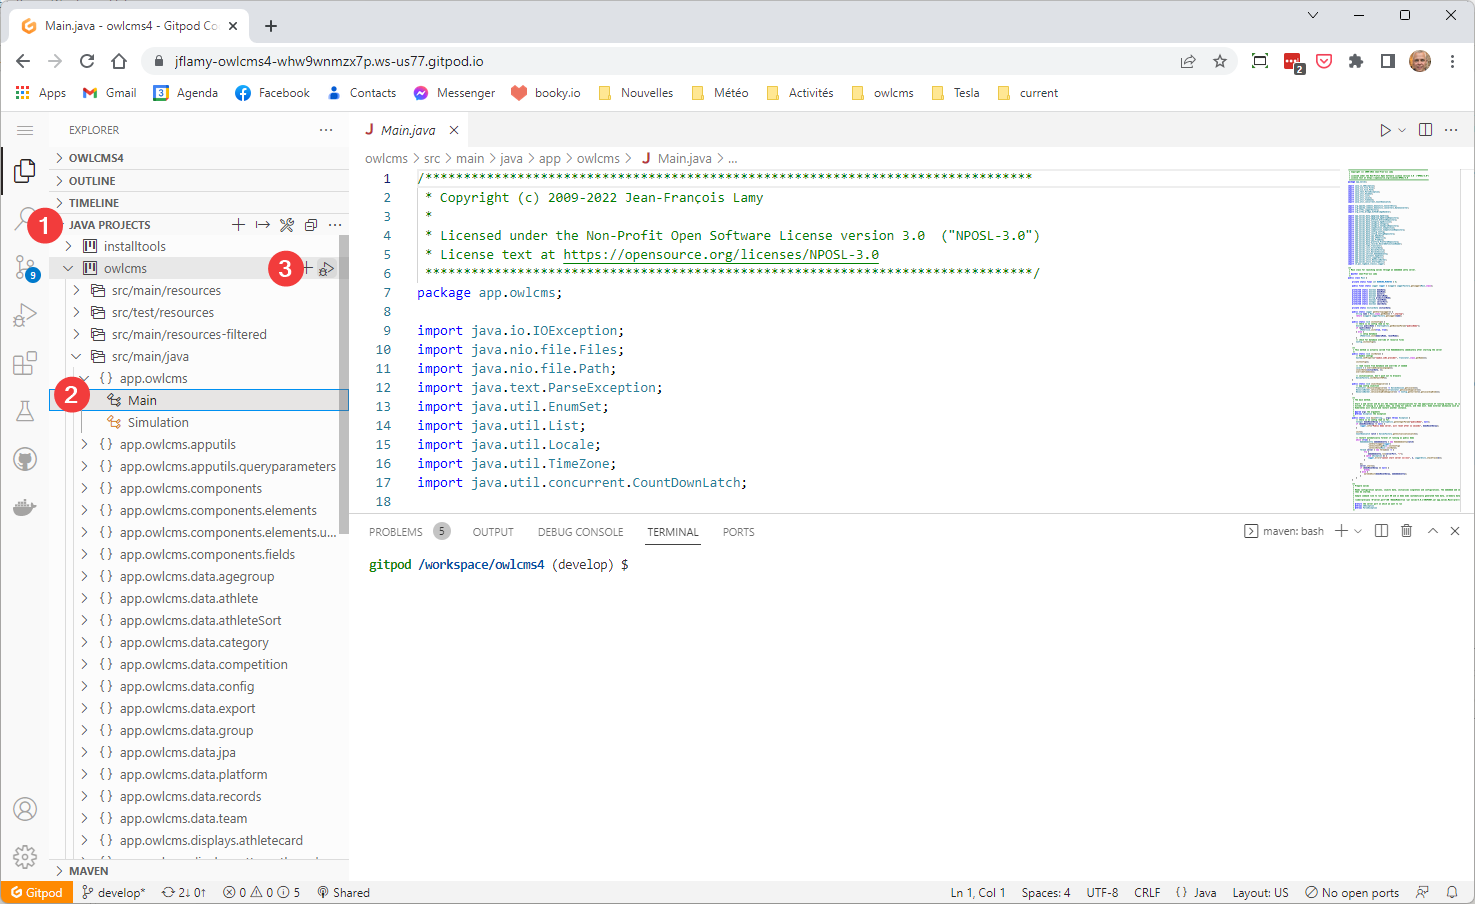 Main.java - owlcms4 - Gitpod Co
jflamy-owlcms4-whw9wnmzx7p.ws-us77.gitpod.io
2
Apps Gmail 3 Agenda Facebook Contacts Messenger booky.io Nouvelles Météo Activités owlcms Tesla current
EXPLORER
OWLCMS4
OUTLINE
TIMELINE
1 JAVA PROJECTS
installtools
owlcms 3
9
src/main/resources
src/test/resources
src/main/resources-filtered
src/main/java
{} app.owlcms
2 Main
Simulation
{} app.owlcms.apputils
{} app.owlcms.apputils.queryparameters
{} app.owlcms.components
{} app.owlcms.components.elements
{} app.owlcms.components.elements.u...
{} app.owlcms.components.fields
{} app.owlcms.data.agegroup
{} app.owlcms.data.athlete
{} app.owlcms.data.athleteSort
{} app.owlcms.data.category
{} app.owlcms.data.competition
{} app.owlcms.data.config
{} app.owlcms.data.export
{} app.owlcms.data.group
{} app.owlcms.data.jpa
{} app.owlcms.data.platform
{} app.owlcms.data.records
{} app.owlcms.data.team
{} app.owlcms.displays.athletecard
MAVEN
J Main.java
owlcms > src > main > java > app > owlcms > J Main.java > ...
1 /*******************************************************************************
2 * Copyright (c) 2009-2022 Jean-François Lamy
3 *
4 * Licensed under the Non-Profit Open Software License version 3.0 ("NPOSL-3.0")
5 * License text at https://opensource.org/licenses/NPOSL-3.0
6 *******************************************************************************/
7 package app.owlcms;
8
9 import java.io.IOException;
10 import java.nio.file.Files;
11 import java.nio.file.Path;
12 import java.text.ParseException;
13 import java.util.EnumSet;
14 import java.util.List;
15 import java.util.Locale;
16 import java.util.TimeZone;
17 import java.util.concurrent.CountDownLatch;
18
PROBLEMS 5 OUTPUT DEBUG CONSOLE TERMINAL PORTS maven: bash
gitpod /workspace/owlcms4 (develop) $
Gitpod develop* 2↓ 0↑ 0 0 5 Shared Ln 1, Col 1 Spaces: 4 UTF-8 CRLF {} Java Layout: US No open ports